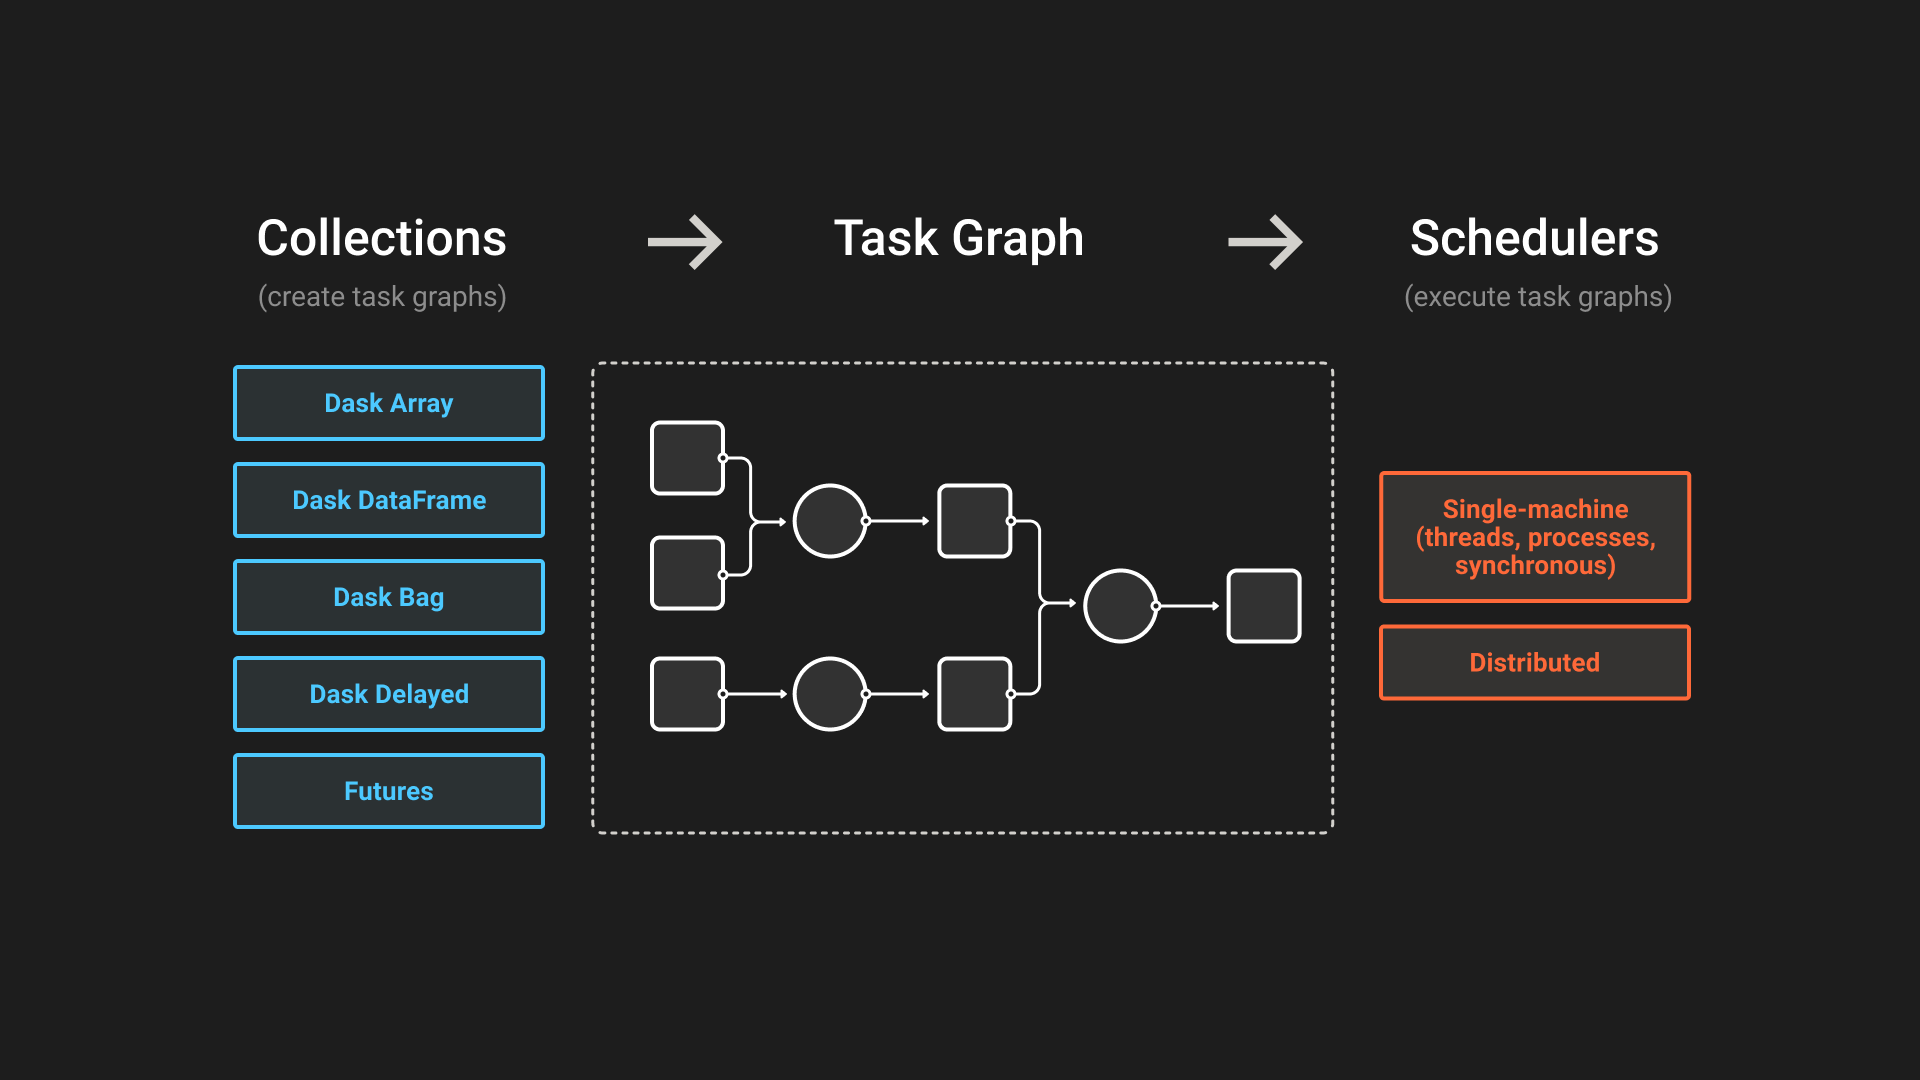 Collections
(create task graphs)
Dask Array
Dask DataFrame
Dask Bag
Dask Delayed
Futures
Task Graph
Schedulers
(execute task graphs)
Single-machine
(threads, processes,
synchronous)
Distributed